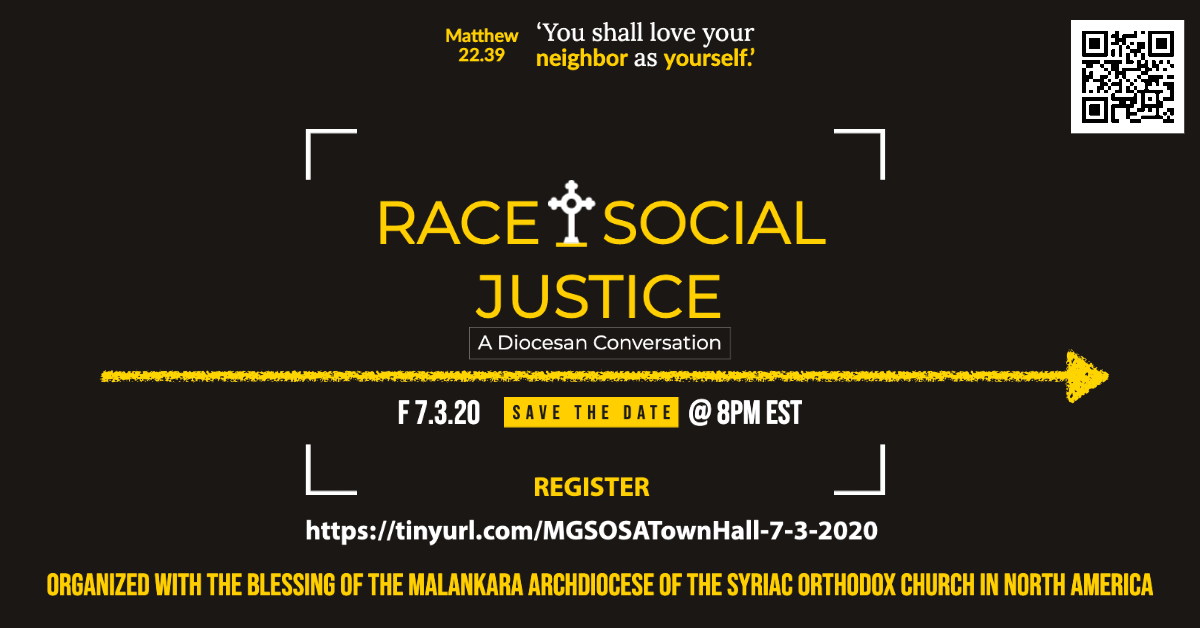 Matthew
22.39
‘You shall love your
neighbor as yourself.’
RACE SOCIAL
JUSTICE
A Diocesan Conversation
F 7.3.20 SAVE THE DATE @ 8PM EST
REGISTER
https://tinyurl.com/MGSOSATownHall-7-3-2020
ORGANIZED WITH THE BLESSING OF THE MALANKARA ARCHDIOCESE OF THE SYRIAC ORTHODOX CHURCH IN NORTH AMERICA